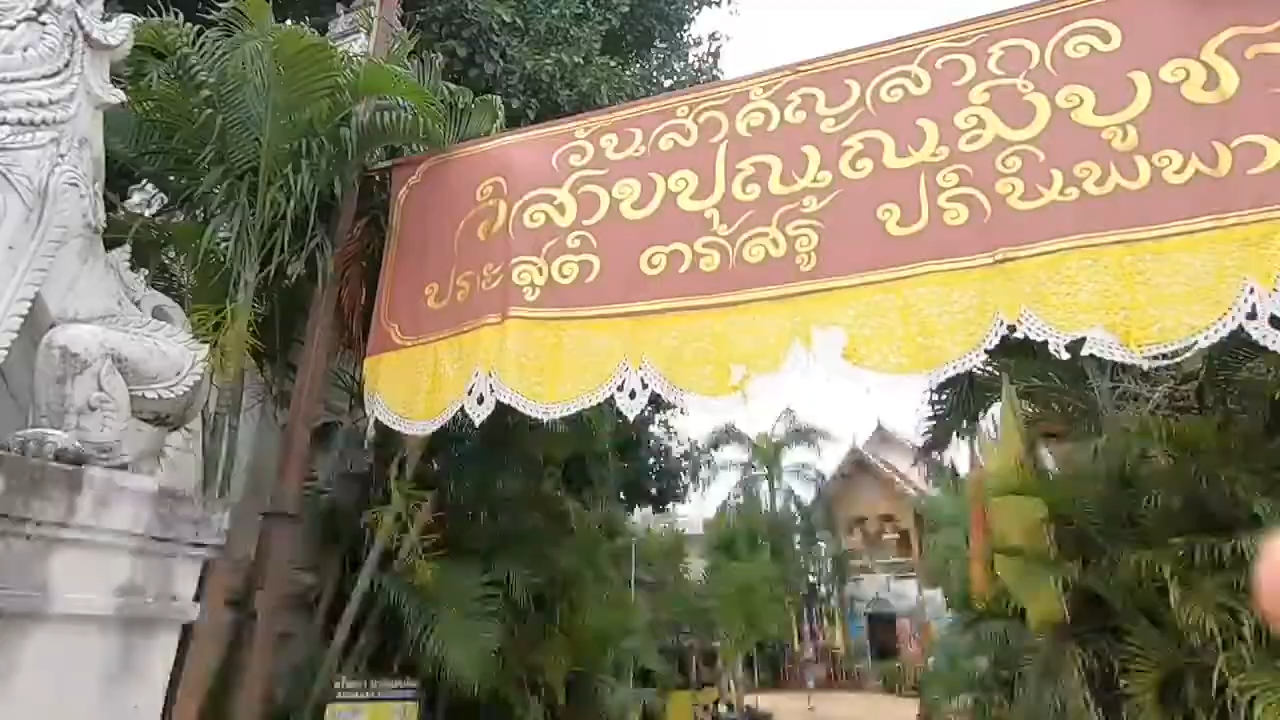 วันสำคัญสากล
วิสาขปุณณมีบูชา
ประสูติ ตรัสรู้ ปรินิพพา